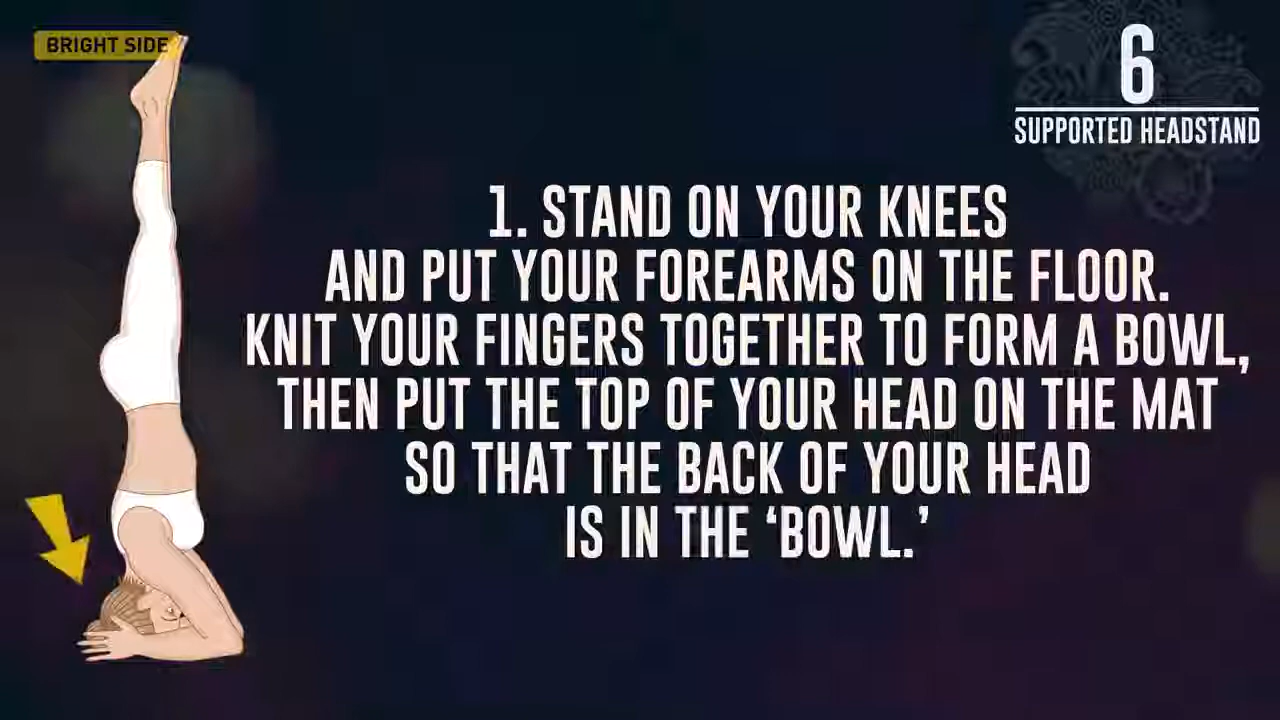 BRIGHT SIDE
6
SUPPORTED HEADSTAND
1. STAND ON YOUR KNEES
AND PUT YOUR FOREARMS ON THE FLOOR.
KNIT YOUR FINGERS TOGETHER TO FORM A BOWL,
THEN PUT THE TOP OF YOUR HEAD ON THE MAT
SO THAT THE BACK OF YOUR HEAD
IS IN THE ‘BOWL.’